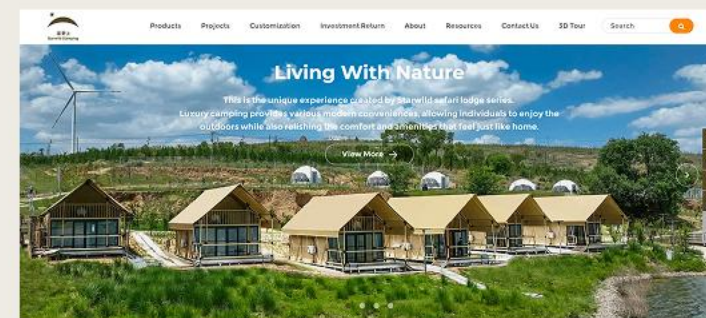 Products Projects Customization Investment Return About Resources Contact Us 3D Tour Search
Starwild Camping
Living With Nature
This is the unique experience created by Starwild safari lodge series.
Luxury camping provides various modern conveniences, allowing individuals to enjoy the
outdoors while also relishing the comfort and amenities that feel just like home.
View More